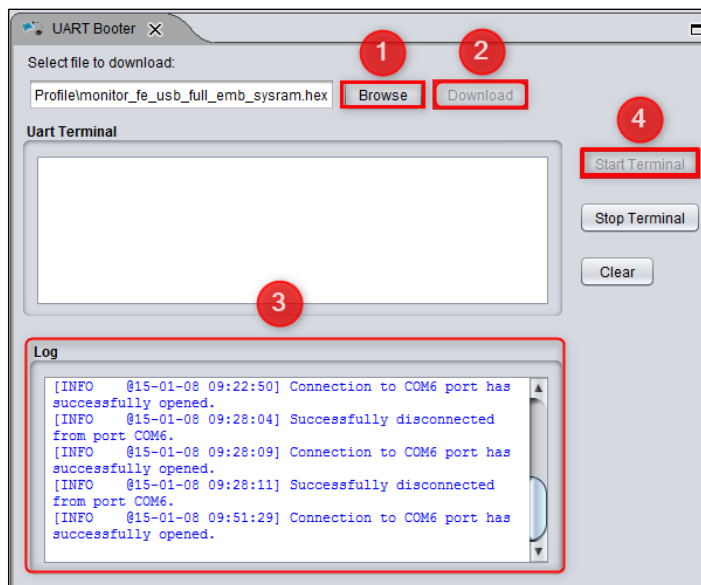 UART Booter
1
2
Select file to download:
Profile\monitor_fe_usb_full_emb_sysram.hex
Browse
Download
4
Uart Terminal
Start Terminal
Stop Terminal
Clear
3
Log
[INFO @15-01-08 09:22:50] Connection to COM6 port has
successfully opened.
[INFO @15-01-08 09:28:04] Successfully disconnected
from port COM6.
[INFO @15-01-08 09:28:09] Connection to COM6 port has
successfully opened.
[INFO @15-01-08 09:28:11] Successfully disconnected
from port COM6.
[INFO @15-01-08 09:51:29] Connection to COM6 port has
successfully opened.